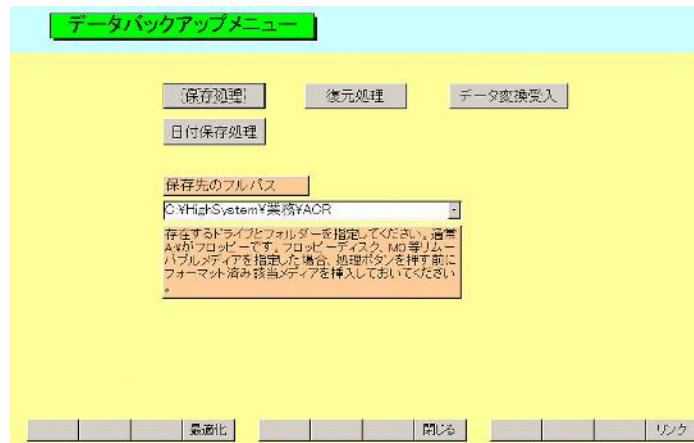 データバックアップメニュー
保存処理 復元処理 データ変換受入
日付保存処理
保存先のフルパス
C:¥HighSystem¥業務¥ACR
存在するドライブとフォルダーを指定してください。通常
A:¥がフロッピーです。フロッピーディスク、MO等リムー
バブルメディアを指定した場合、処理ボタンを押す前に
フォーマット済み該当メディアを挿入しておいてください
。
最適化 閉じる リンク